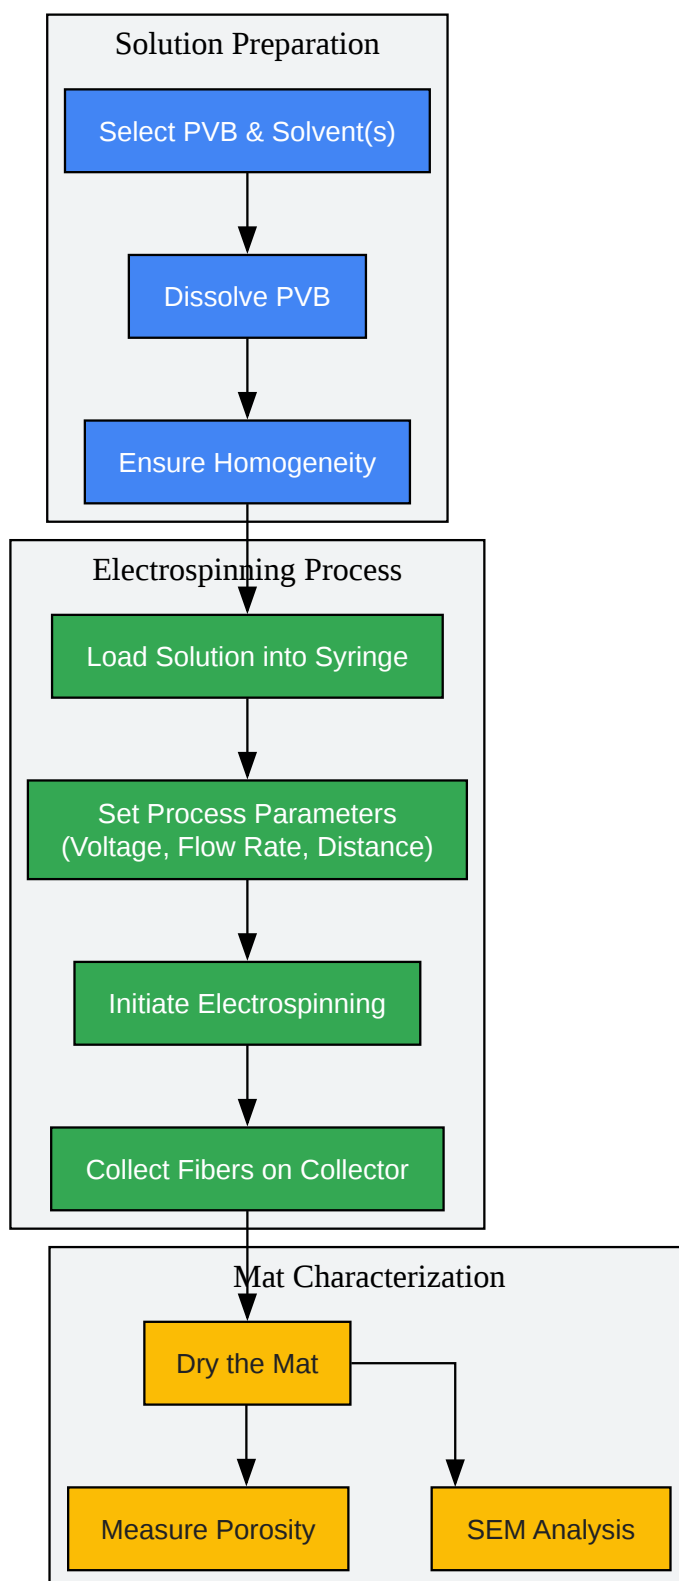 Solution Preparation
Select PVB & Solvent(s)
Dissolve PVB
Ensure Homogeneity
Electrospinning Process
Load Solution into Syringe
Set Process Parameters
(Voltage, Flow Rate, Distance)
Initiate Electrospinning
Collect Fibers on Collector
Mat Characterization
Dry the Mat
Measure Porosity
SEM Analysis